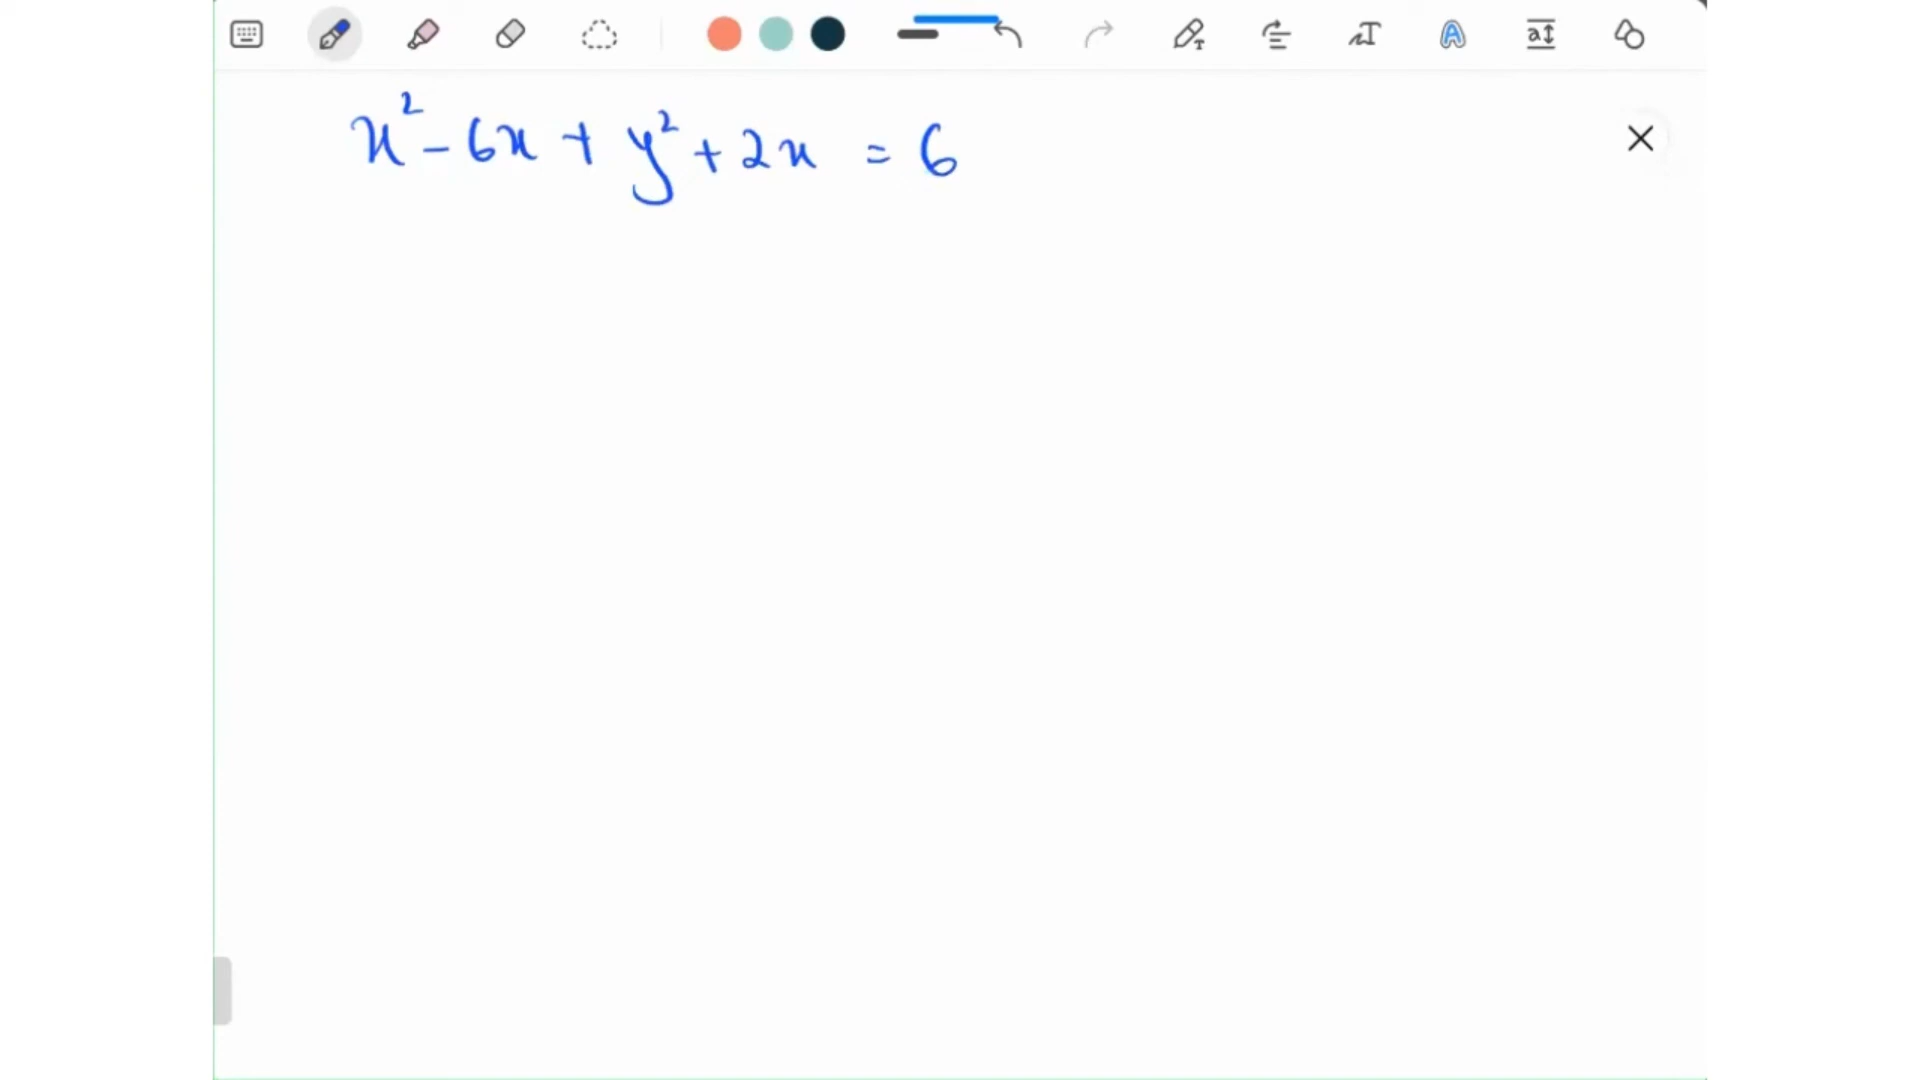 x² - 6x + y² + 2x = 6